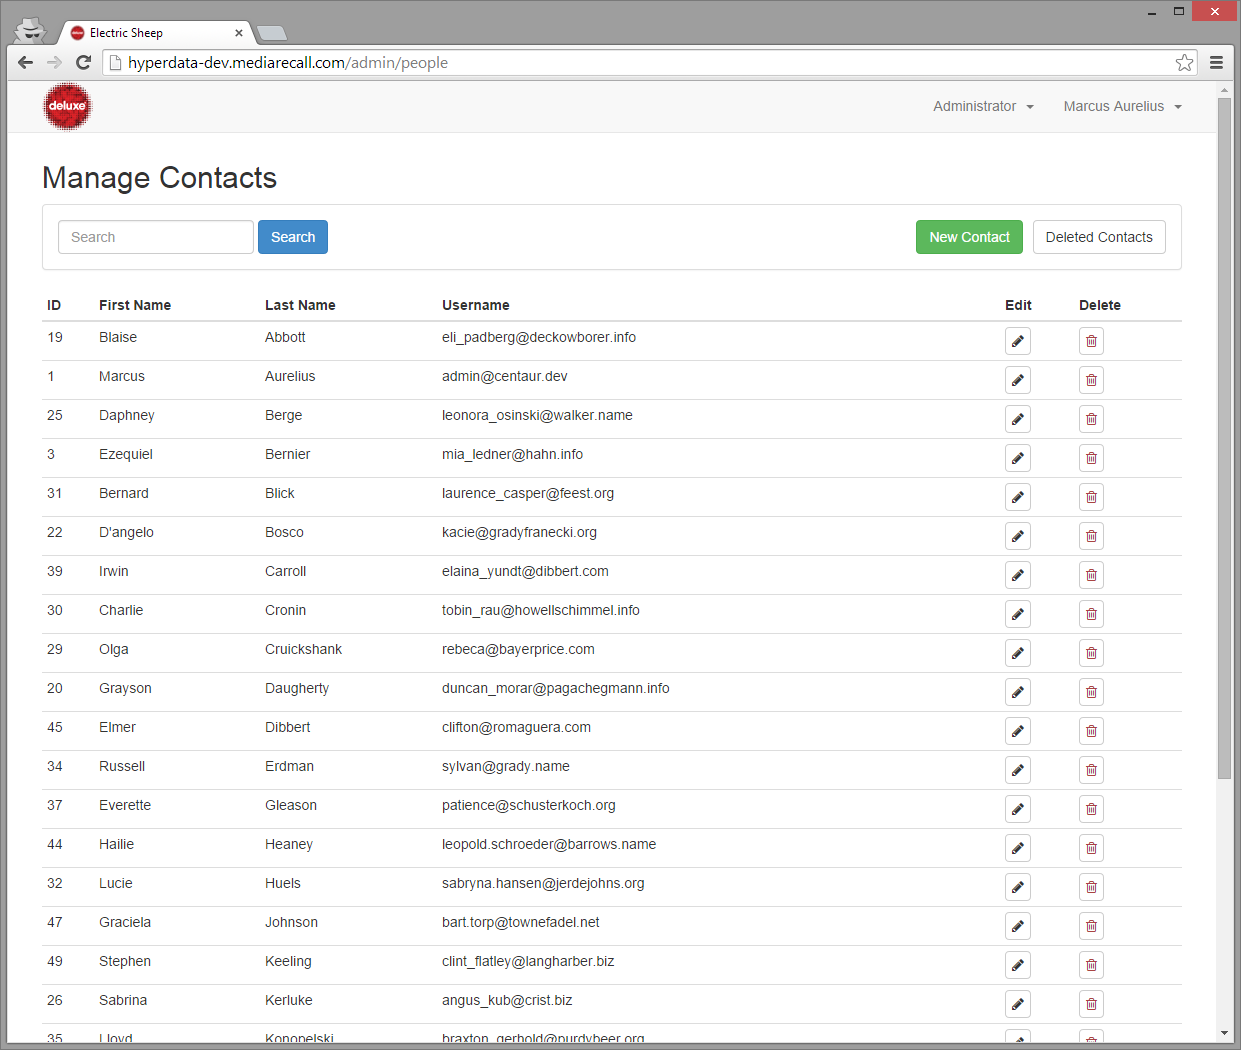 Electric Sheep
hyperdata-dev.mediarecall.com/admin/people
deluxe
Administrator Marcus Aurelius
Manage Contacts
Search Search New Contact Deleted Contacts
ID First Name Last Name Username Edit Delete
19 Blaise Abbott eli_padberg@deckowborer.info
1 Marcus Aurelius admin@centaur.dev
25 Daphney Berge leonora_osinski@walker.name
3 Ezequiel Bernier mia_ledner@hahn.info
31 Bernard Blick laurence_casper@feest.org
22 D'angelo Bosco kacie@gradyfranecki.org
39 Irwin Carroll elaina_yundt@dibbert.com
30 Charlie Cronin tobin_rau@howellschimmel.info
29 Olga Cruickshank rebeca@bayerprice.com
20 Grayson Daugherty duncan_morar@pagachegmann.info
45 Elmer Dibbert clifton@romaguera.com
34 Russell Erdman sylvan@grady.name
37 Everette Gleason patience@schusterkoch.org
44 Hailie Heaney leopold.schroeder@barrows.name
32 Lucie Huels sabryna.hansen@jerdejohns.org
47 Graciela Johnson bart.torp@townefadel.net
49 Stephen Keeling clint_flatley@langharber.biz
26 Sabrina Kerluke angus_kub@crist.biz
35 Lloyd Konopelski braxton_gerhold@purdybeer.org